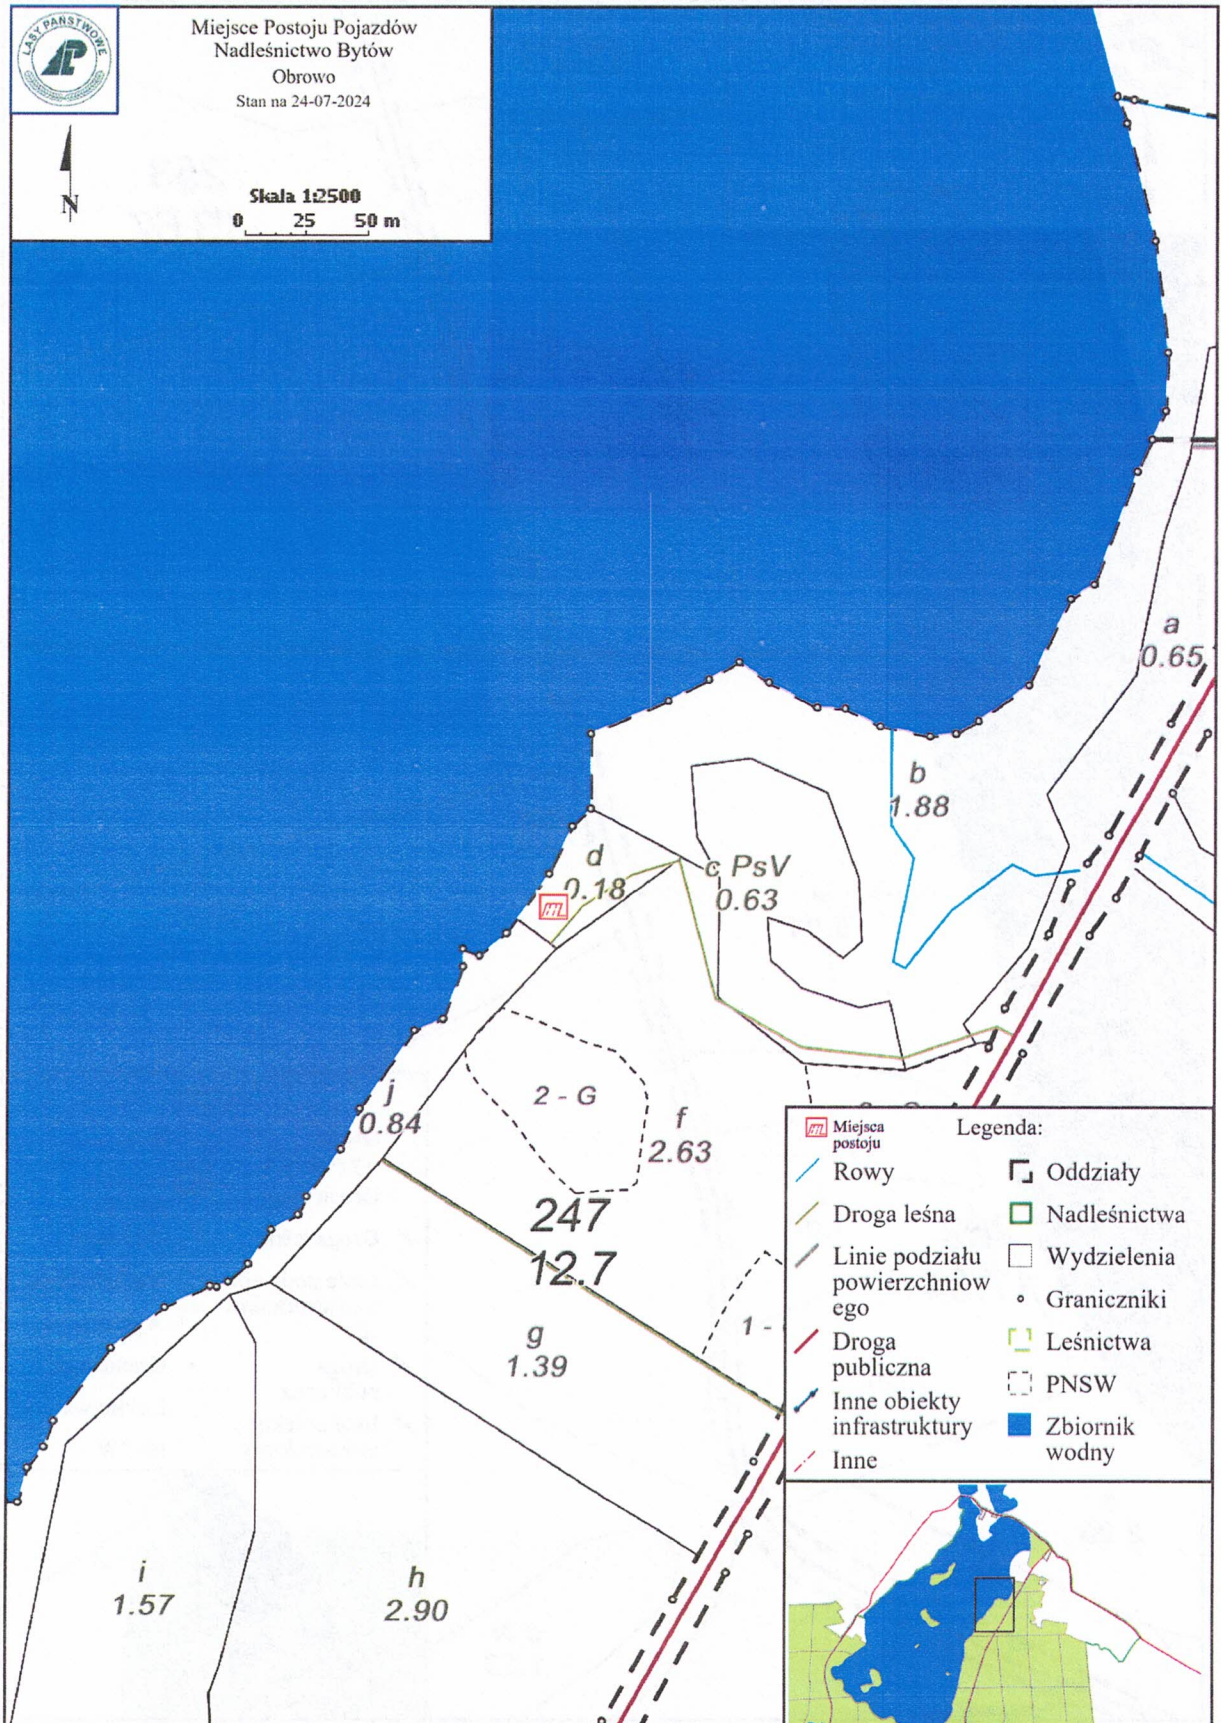 LASY PAŃSTWOWE
Miejsce Postoju Pojazdów
Nadleśnictwo Bytów
Obrowo
Stan na 24-07-2024
N
Skala 1:2500
0 25 50 m
a
0.65
b
1.88
d
0.18
c PsV
0.63
j
0.84
2 - G
f
2.63
247
12.7
g
1.39
1 -
i
1.57
h
2.90
Legenda:
Miejsca
postoju
Rowy
Droga leśna
Linie podziału
powierzchniow
ego
Droga
publiczna
Inne obiekty
infrastruktury
Inne
Oddziały
Nadleśnictwa
Wydzielenia
Graniczniki
Leśnictwa
PNSW
Zbiornik
wodny